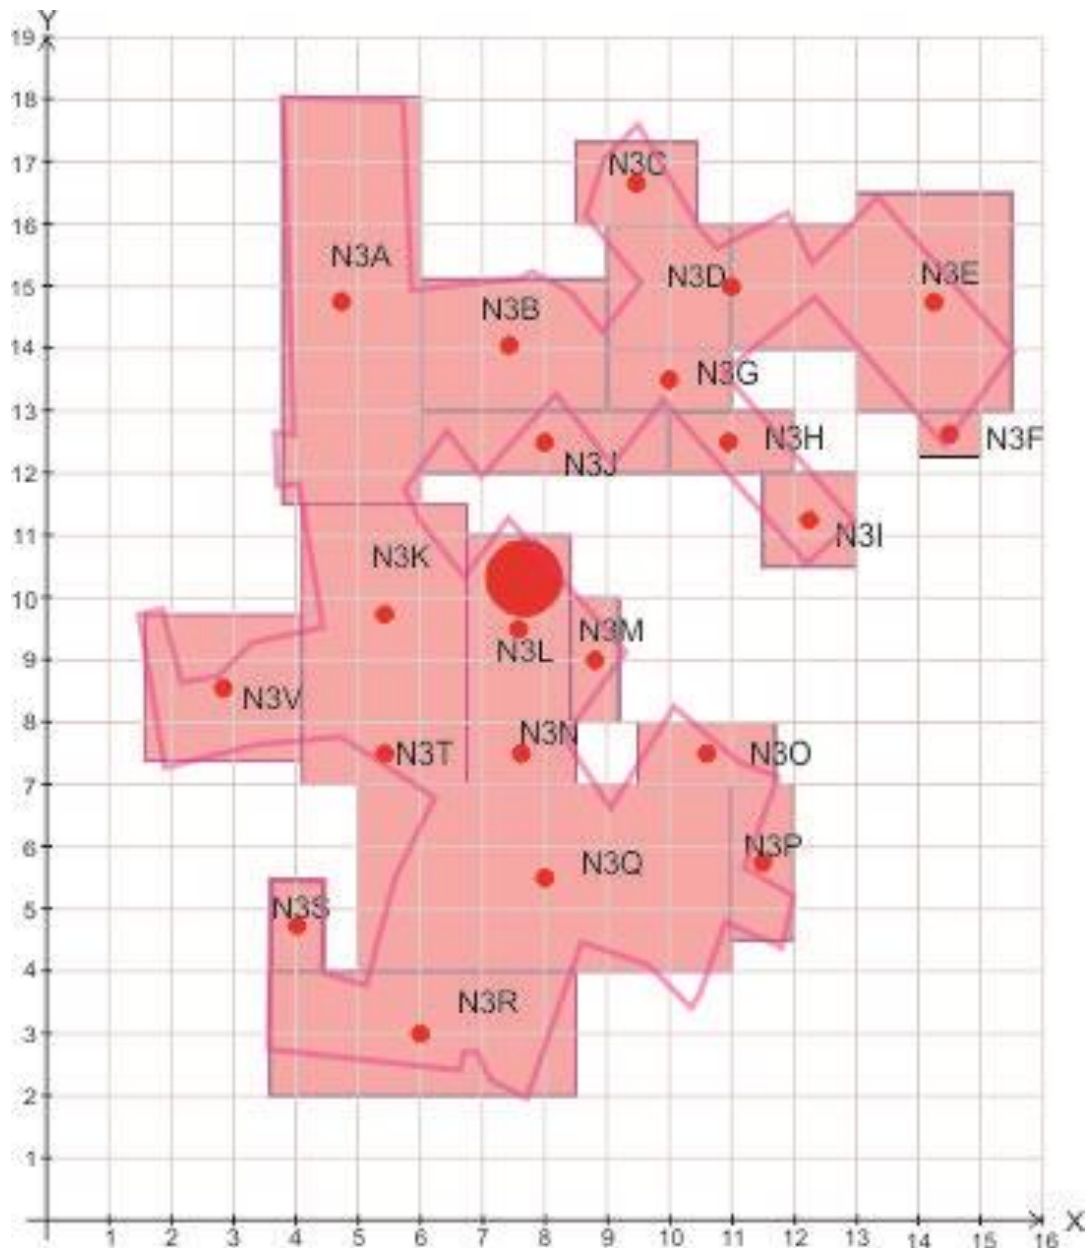 Y
19
18
17
N3C
16
N3A
N3D
N3E
15
N3B
14
N3G
13
N3H
N3F
N3J
12
11
N3I
N3K
10
N3M
N3L
9
N3V
8
N3N
N3T
N3O
7
N3P
6
N3Q
5
N3S
4
N3R
3
2
1
1 2 3 4 5 6 7 8 9 10 11 12 13 14 15 16
X